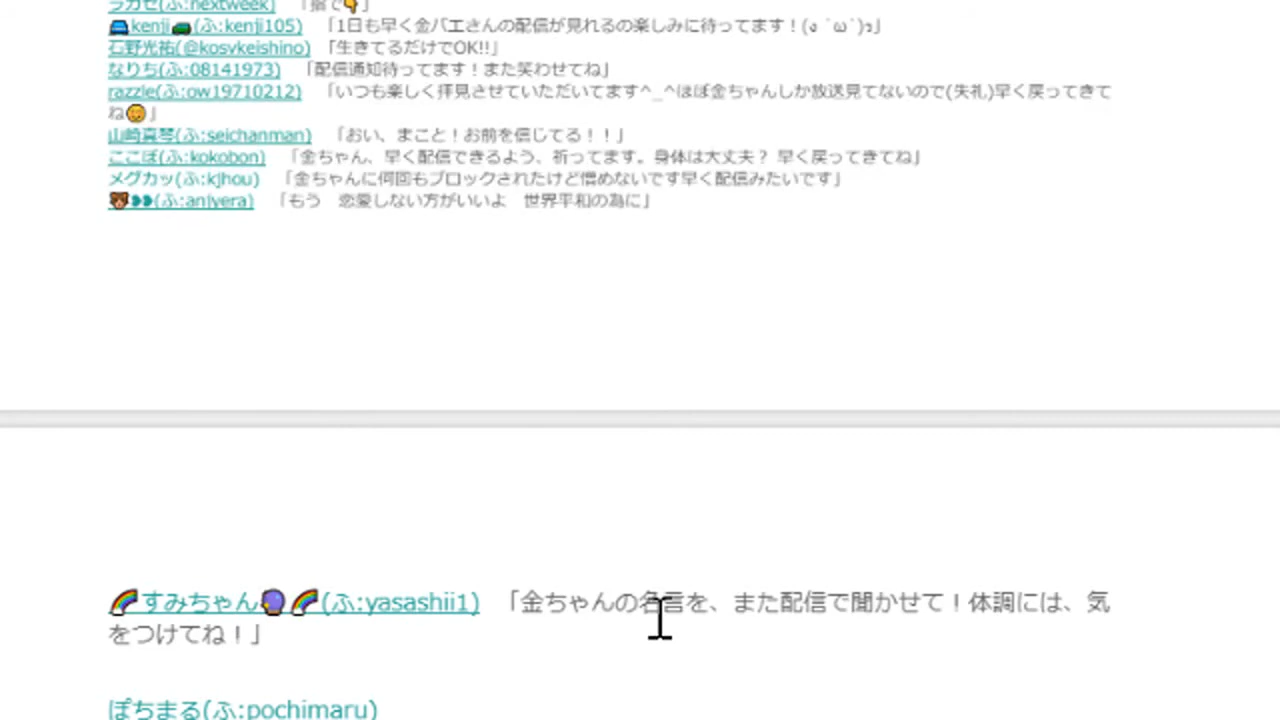 ラガセ(ふ:nextweek) 「指で👇」
🚙kenji🚙(ふ:kenji105) 「1日も早く金バエさんの配信が見れるの楽しみに待ってます！(ง ˙ω˙)ว」
石野光祐(@kosykeishino) 「生きてるだけでOK!!」
なりち(ふ:08141973) 「配信通知待ってます！また笑わせてね」
razzle(ふ:ow19710212) 「いつも楽しく拝見させていただいてます^_^ほぼ金ちゃんしか放送見てないので(失礼)早く戻ってきて
ね😊」
山崎真琴(ふ:seichanman) 「おい、まこと！お前を信じてる！！」
ここぼ(ふ:kokobon) 「金ちゃん、早く配信できるよう、祈ってます。身体は大丈夫？ 早く戻ってきてね」
メグカッ(ふ:kjhou) 「金ちゃんに何回もブロックされたけど憎めないです早く配信みたいです」
🐻❥❥(ふ:anjyera) 「もう 恋愛しない方がいいよ 世界平和の為に」
🌈すみちゃん🔮🌈(ふ:yasashii1) 「金ちゃんの名言を、また配信で聞かせて！体調には、気
をつけてね！」
ぽちまる(ふ:pochimaru)